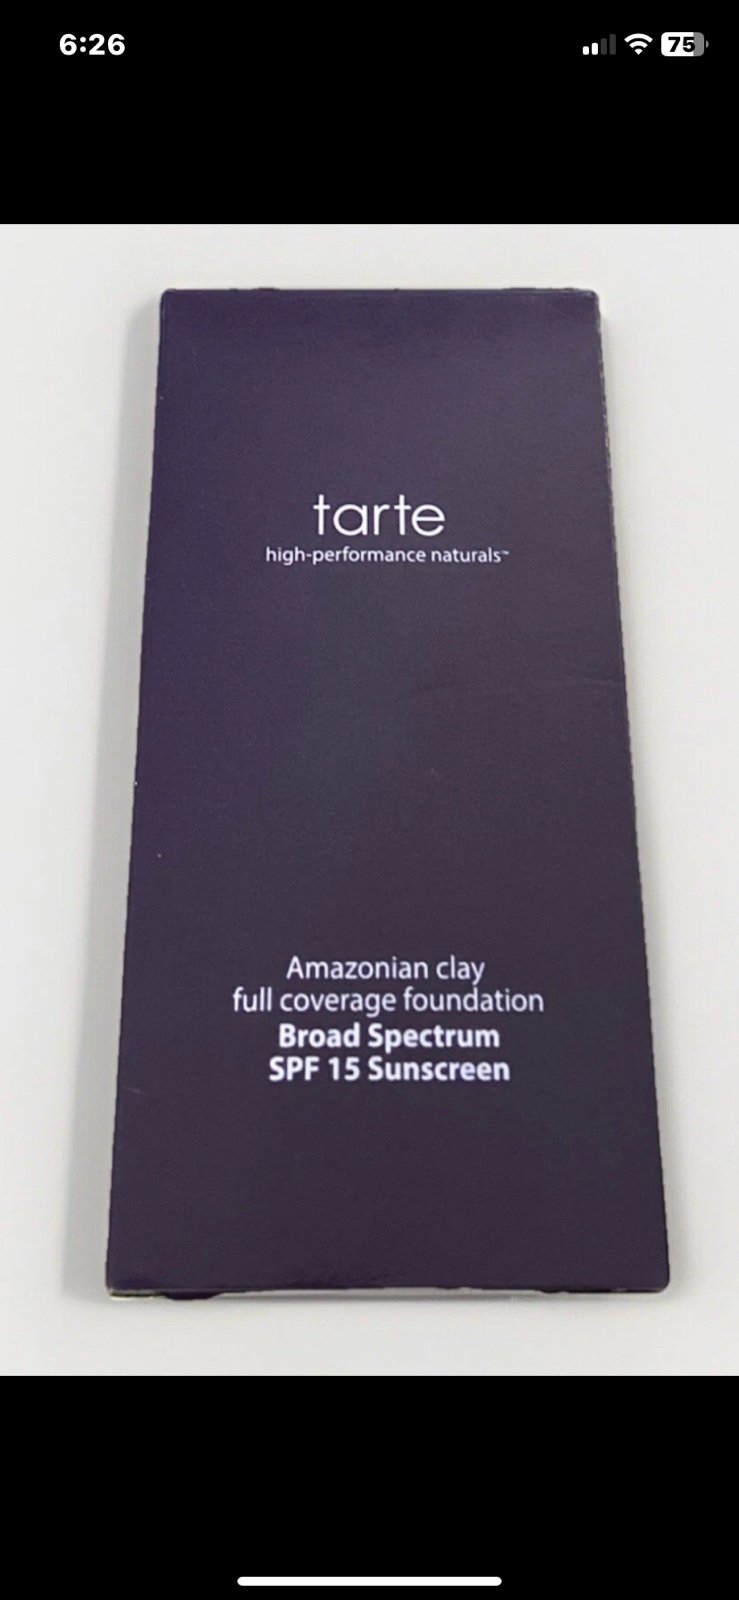 6:26
75
tarte
high-performance naturals™
Amazonian clay
full coverage foundation
Broad Spectrum
SPF 15 Sunscreen